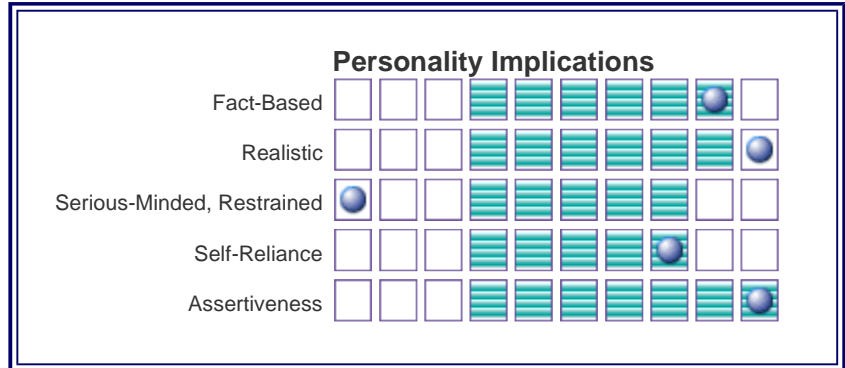 Personality Implications
Fact-Based
Realistic
Serious-Minded, Restrained
Self-Reliance
Assertiveness